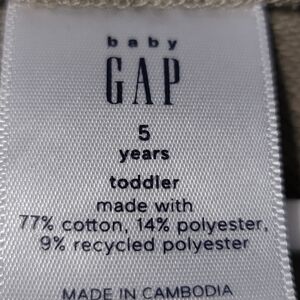 baby
GAP
5
years
toddler
made with
77% cotton, 14% polyester,
9% recycled polyester
MADE IN CAMBODIA